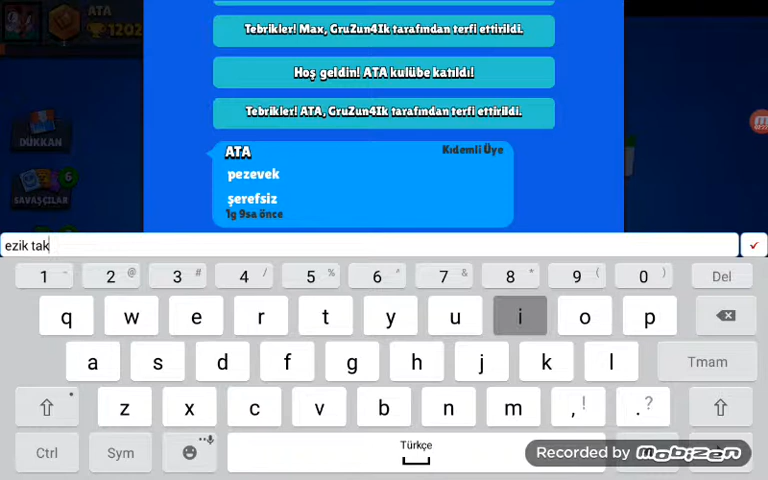 ATA
1202
Tebrikler! Max, GruZun4Ik tarafından terfi ettirildi.
Hoş geldin! ATA kulübe katıldı!
Tebrikler! ATA, GruZun4Ik tarafından terfi ettirildi.
DÜKKAN
ATA
Kıdemli Üye
pezevek
şerefsiz
1g 9sa önce
6
SAVAŞÇILAR
ezik tak
1 2 @ 3 # 4 / 5 % 6 ^ 7 & 8 * 9 ( 0 ) Del
q w e r t y u i o p
a s d f g h j k l Tmam
z x c v b n m , ! . ?
Ctrl Sym Türkçe
Recorded by Mobizen